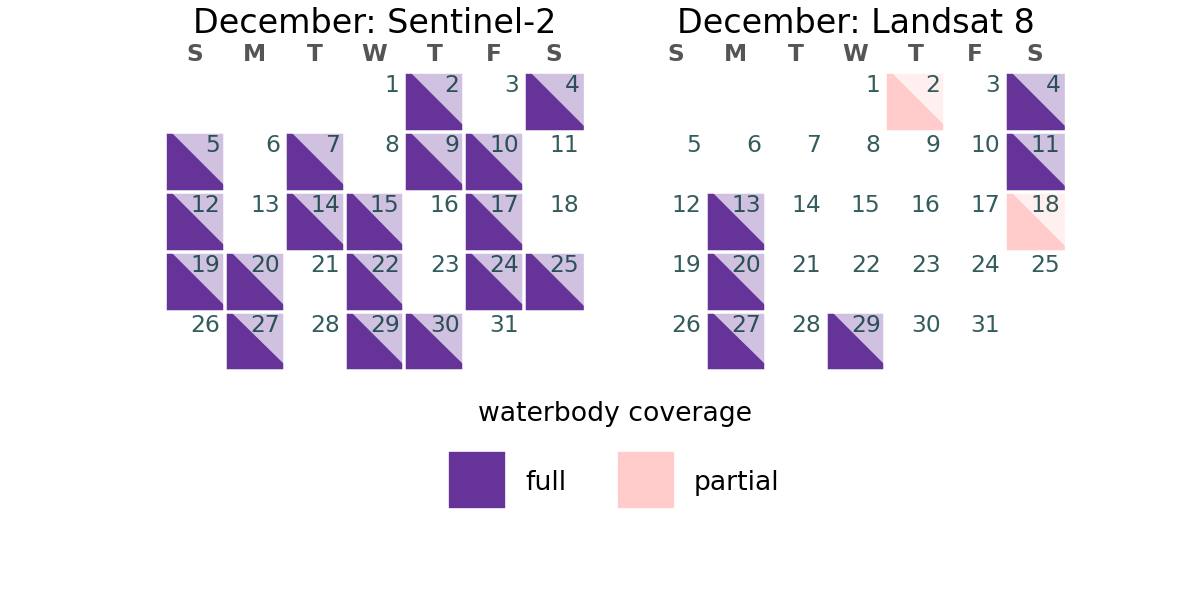 December: Sentinel-2
S M T W T F S
1 2 3 4
5 6 7 8 9 10 11
12 13 14 15 16 17 18
19 20 21 22 23 24 25
26 27 28 29 30 31
December: Landsat 8
S M T W T F S
1 2 3 4
5 6 7 8 9 10 11
12 13 14 15 16 17 18
19 20 21 22 23 24 25
26 27 28 29 30 31
waterbody coverage
full partial